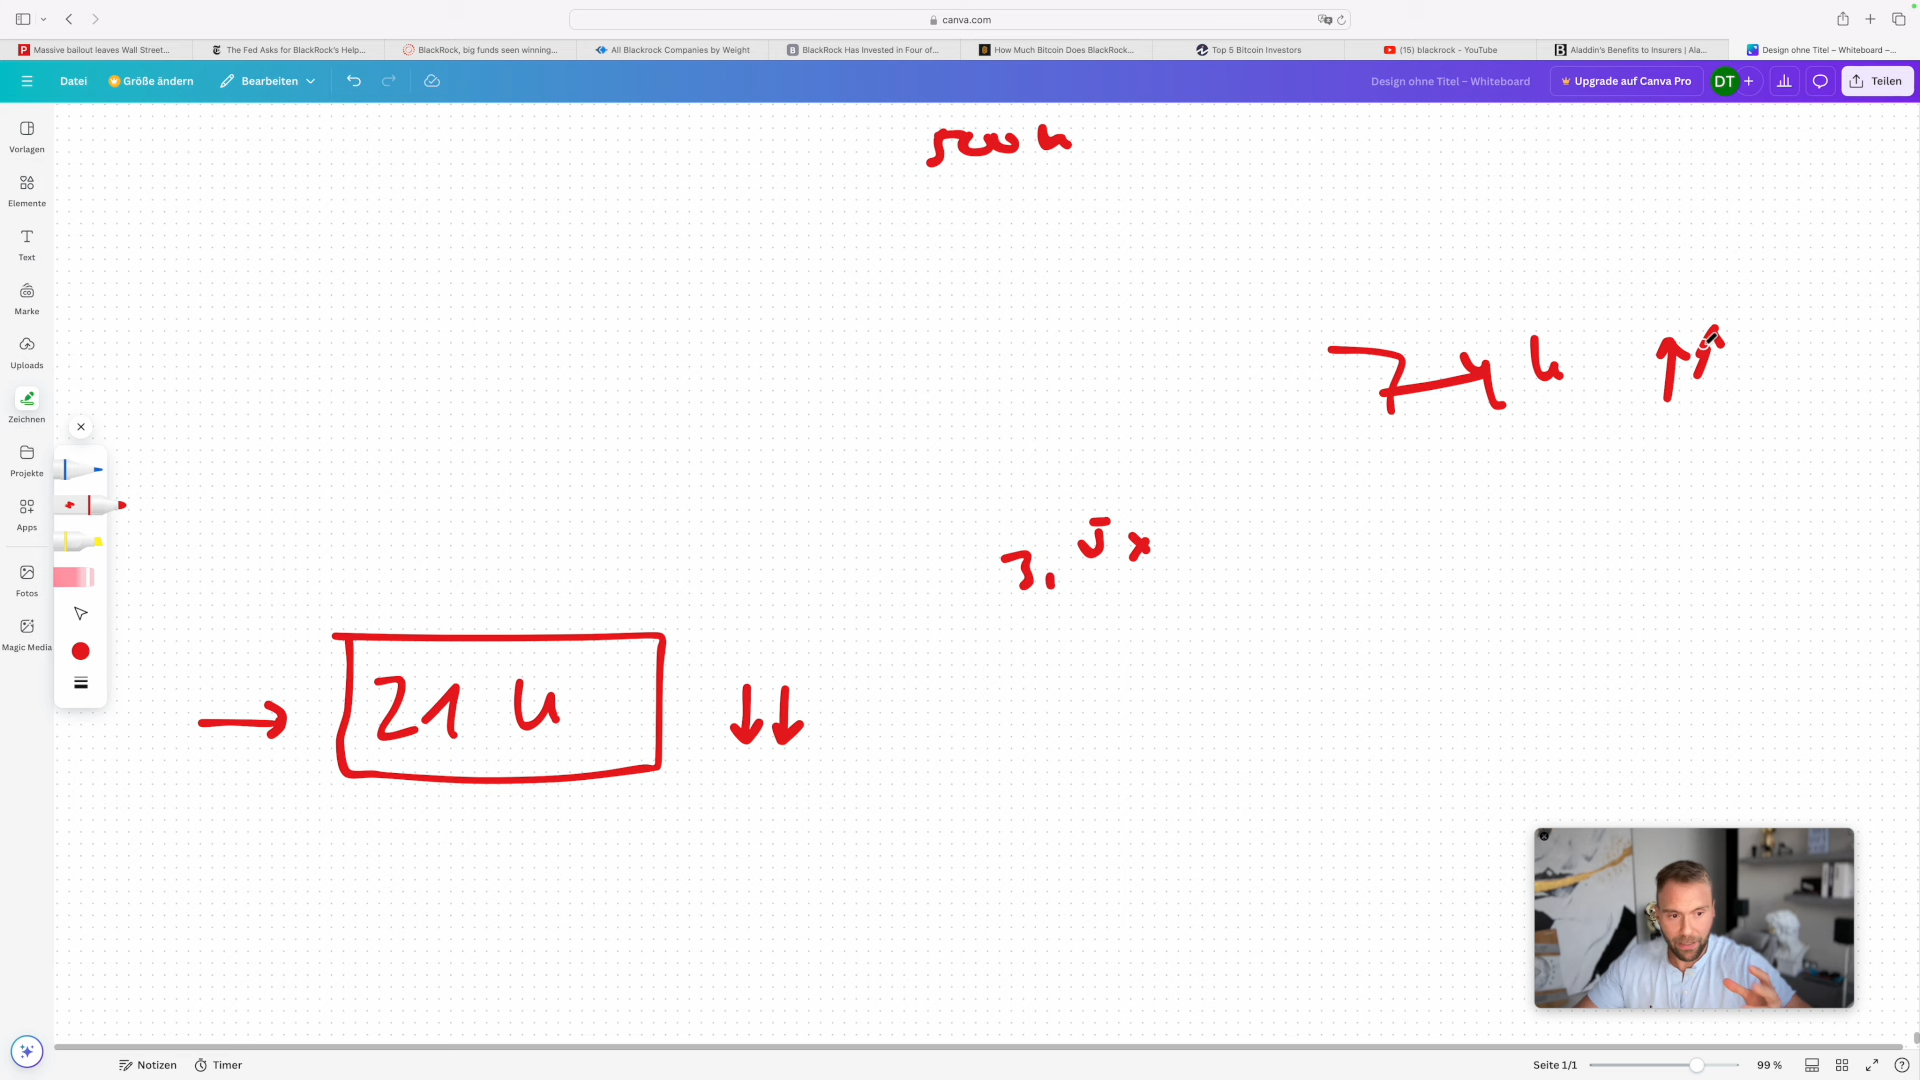 canva.com
Massive bailout leaves Wall Street...
The Fed Asks for BlackRock's Help...
BlackRock, big funds seen winning...
All Blackrock Companies by Weight
BlackRock Has Invested in Four of...
How Much Bitcoin Does BlackRock...
Top 5 Bitcoin Investors
(15) blackrock - YouTube
Aladdin's Benefits to Insurers | Ala...
Design ohne Titel – Whiteboard –...
Datei
Größe ändern
Bearbeiten
Design ohne Titel – Whiteboard
Upgrade auf Canva Pro
DT
Teilen
Vorlagen
Elemente
Text
Marke
Uploads
Zeichnen
Projekte
Apps
Fotos
Magic Media
74 k
3,5x
21 k
Notizen
Timer
Seite 1/1
99 %